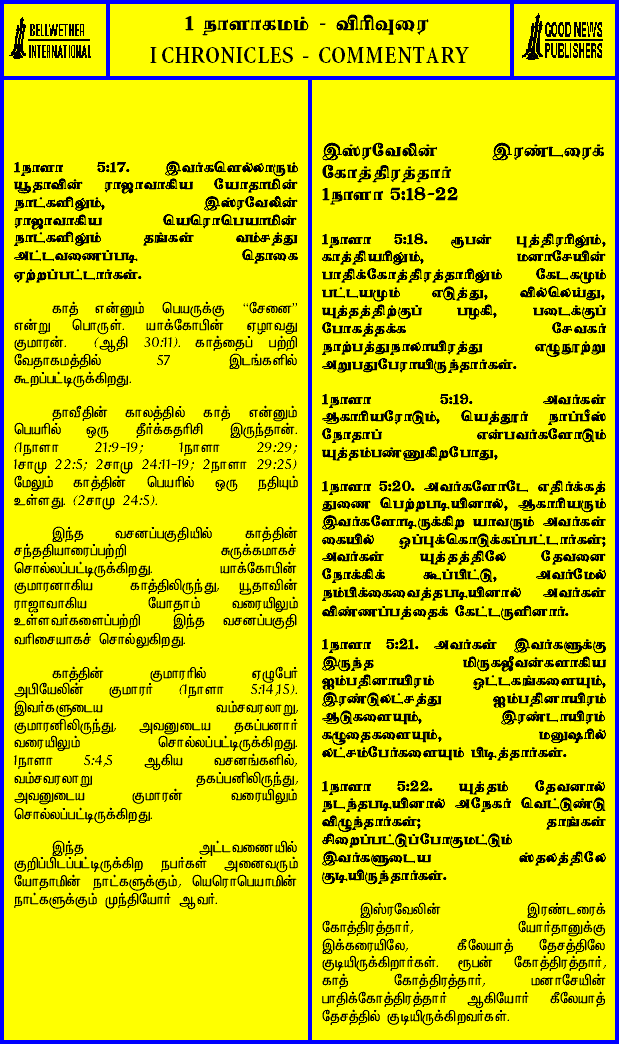 BELLWETHER
INTERNATIONAL
1 நாளாகமம் - விரிவுரை
I CHRONICLES - COMMENTARY
GOOD NEWS
PUBLISHERS
1நாளா 5:17. இவர்களெல்லாரும்
யூதாவின் ராஜாவாகிய யோதாமின்
நாட்களிலும், இஸ்ரவேலின்
ராஜாவாகிய யெரொபெயாமின்
நாட்களிலும் தங்கள் வம்சத்து
அட்டவணைப்படி தொகை
ஏற்றப்பட்டார்கள்.
காத் என்னும் பெயருக்கு “சேனை”
என்று பொருள். யாக்கோபின் ஏழாவது
குமாரன். (ஆதி 30:11). காத்தைப் பற்றி
வேதாகமத்தில் 57 இடங்களில்
கூறப்பட்டிருக்கிறது.
தாவீதின் காலத்தில் காத் என்னும்
பெயரில் ஒரு தீர்க்கதரிசி இருந்தான்.
(1நாளா 21:9-19; 1நாளா 29:29;
1சாமு 22:5; 2சாமு 24:11-19; 2நாளா 29:25)
மேலும் காத்தின் பெயரில் ஒரு நதியும்
உள்ளது. (2சாமு 24:5).
இந்த வசனப்பகுதியில் காத்தின்
சந்ததியாரைப்பற்றி சுருக்கமாகச்
சொல்லப்பட்டிருக்கிறது. யாக்கோபின்
குமாரனாகிய காத்திலிருந்து, யூதாவின்
ராஜாவாகிய யோதாம் வரையிலும்
உள்ளவர்களைப்பற்றி இந்த வசனப்பகுதி
வரிசையாகச் சொல்லுகிறது.
காத்தின் குமாரரில் ஏழுபேர்
அபியேலின் குமாரர் (1நாளா 5:14,15).
இவர்களுடைய வம்சவரலாறு,
குமாரனிலிருந்து, அவனுடைய தகப்பனார்
வரையிலும் சொல்லப்பட்டிருக்கிறது.
1நாளா 5:4,5 ஆகிய வசனங்களில்,
வம்சவரலாறு தகப்பனிலிருந்து,
அவனுடைய குமாரன் வரையிலும்
சொல்லப்பட்டிருக்கிறது.
இந்த அட்டவணையில்
குறிப்பிடப்பட்டிருக்கிற நபர்கள் அனைவரும்
யோதாமின் நாட்களுக்கும், யெரொபெயாமின்
நாட்களுக்கும் முந்தியோர் ஆவர்.
இஸ்ரவேலின் இரண்டரைக்
கோத்திரத்தார்
1நாளா 5:18-22
1நாளா 5:18. ரூபன் புத்திரரிலும்,
காத்தியரிலும், மனாசேயின்
பாதிக்கோத்திரத்தாரிலும் கேடகமும்
பட்டயமும் எடுத்து, வில்லெய்து,
யுத்தத்திற்குப் பழகி, படைக்குப்
போகத்தக்க சேவகர்
நாற்பத்துநாலாயிரத்து எழுநூற்று
அறுபதுபேராயிருந்தார்கள்.
1நாளா 5:19. அவர்கள்
ஆகாரியரோடும், யெத்தூர் நாப்பீஸ்
நோதாப் என்பவர்களோடும்
யுத்தம்பண்ணுகிறபோது,
1நாளா 5:20. அவர்களோடே எதிர்க்கத்
துணை பெற்றபடியினால், ஆகாரியரும்
இவர்களோடிருக்கிற யாவரும் அவர்கள்
கையில் ஒப்புக்கொடுக்கப்பட்டார்கள்;
அவர்கள் யுத்தத்திலே தேவனை
நோக்கிக் கூப்பிட்டு, அவர்மேல்
நம்பிக்கைவைத்தபடியினால் அவர்கள்
விண்ணப்பத்தைக் கேட்டருளினார்.
1நாளா 5:21. அவர்கள் இவர்களுக்கு
இருந்த மிருகஜீவன்களாகிய
ஐம்பதினாயிரம் ஒட்டகங்களையும்,
இரண்டுலட்சத்து ஐம்பதினாயிரம்
ஆடுகளையும், இரண்டாயிரம்
கழுதைகளையும், மனுஷரில்
லட்சம்பேர்களையும் பிடித்தார்கள்.
1நாளா 5:22. யுத்தம் தேவனால்
நடந்தபடியினால் அநேகர் வெட்டுண்டு
விழுந்தார்கள்; தாங்கள்
சிறைப்பட்டுப்போகுமட்டும்
இவர்களுடைய ஸ்தலத்திலே
குடியிருந்தார்கள்.
இஸ்ரவேலின் இரண்டரைக்
கோத்திரத்தார், யோர்தானுக்கு
இக்கரையிலே, கீலேயாத் தேசத்திலே
குடியிருக்கிறார்கள். ரூபன் கோத்திரத்தார்,
காத் கோத்திரத்தார், மனாசேயின்
பாதிக்கோத்திரத்தார் ஆகியோர் கீலேயாத்
தேசத்தில் குடியிருக்கிறவர்கள்.